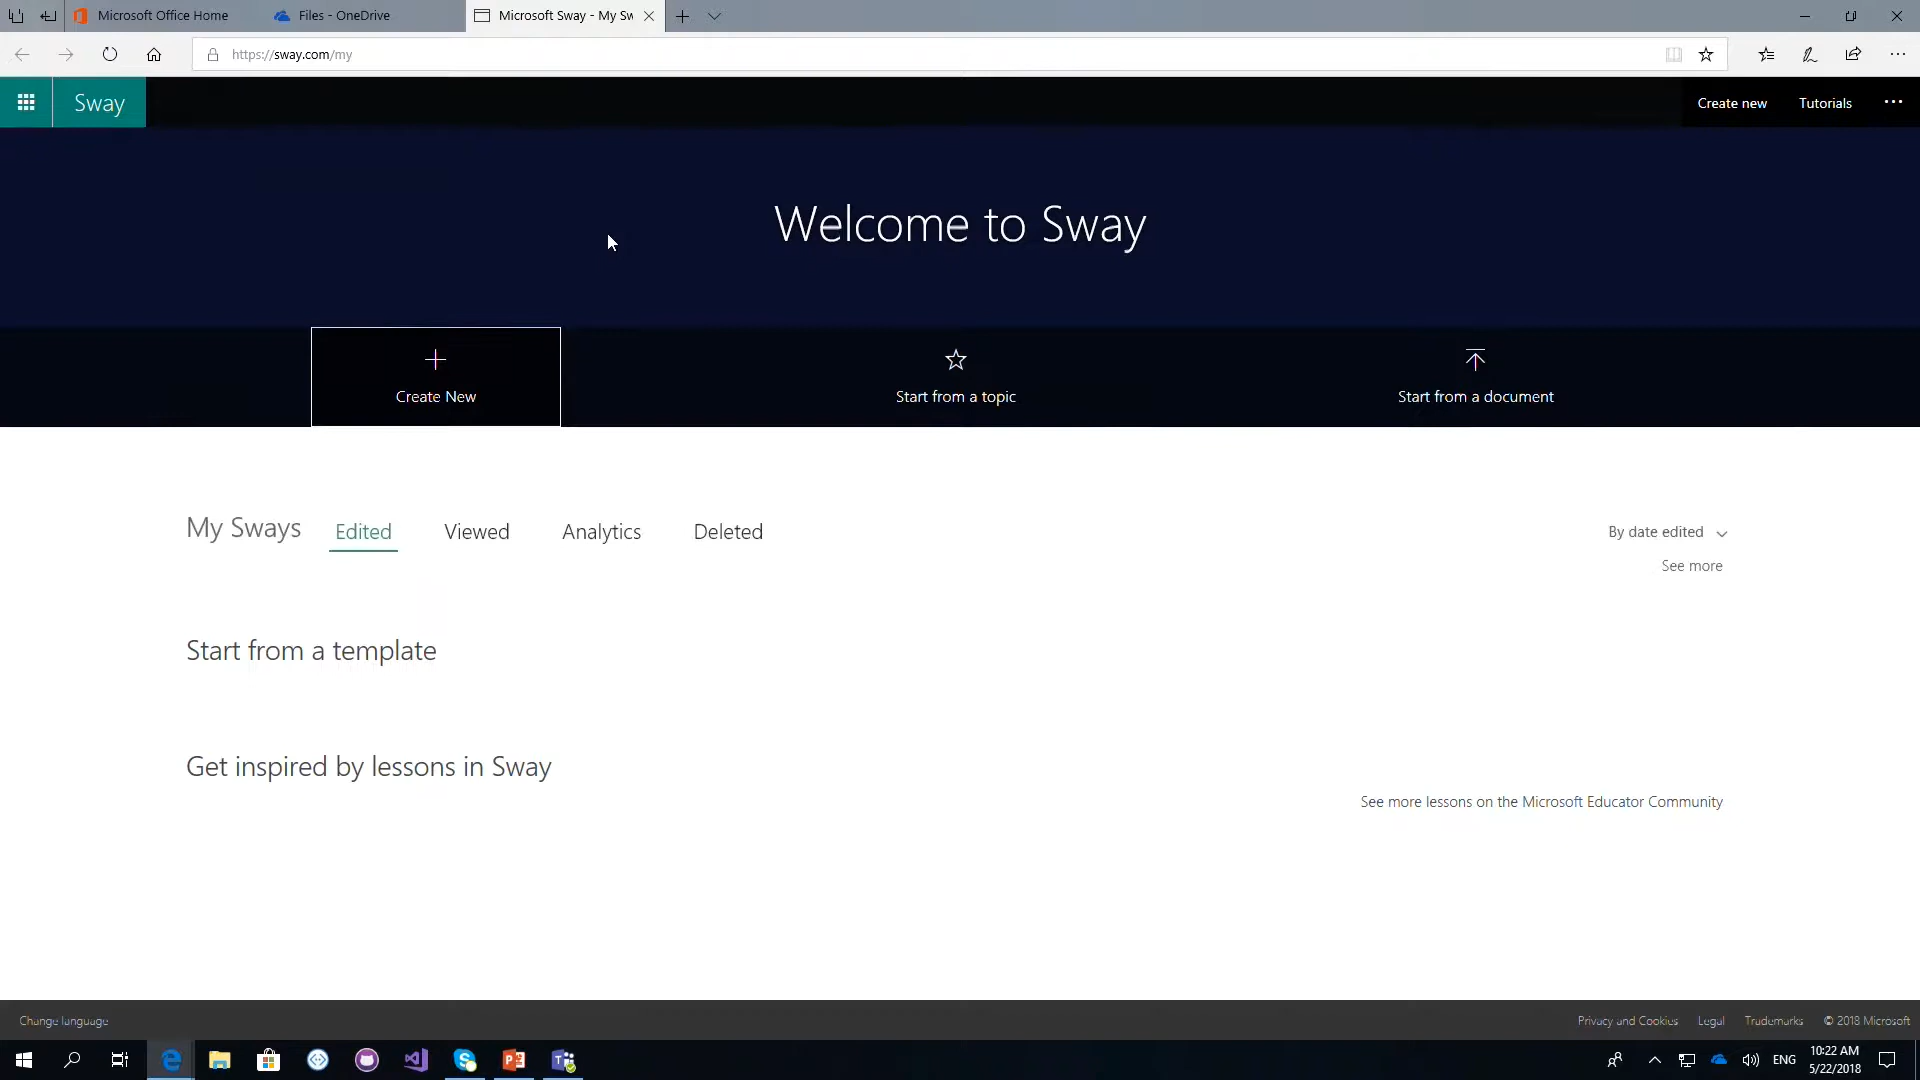 Microsoft Office Home
Files - OneDrive
Microsoft Sway - My Sw
https://sway.com/my
Sway
Create new
Tutorials
Welcome to Sway
Create New
Start from a topic
Start from a document
My Sways
Edited
Viewed
Analytics
Deleted
By date edited
See more
Start from a template
Get inspired by lessons in Sway
See more lessons on the Microsoft Educator Community
Change language
Privacy and Cookies
Legal
Trademarks
© 2018 Microsoft
ENG
10:22 AM
5/22/2018